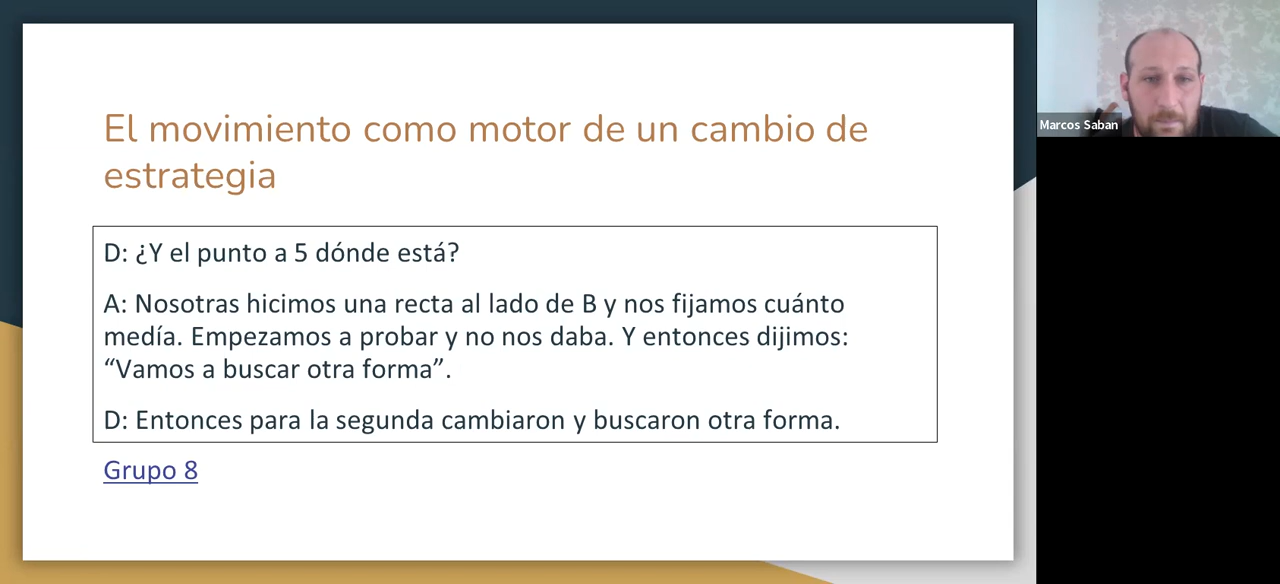 El movimiento como motor de un cambio de
estrategia
D: ¿Y el punto a 5 dónde está?
A: Nosotras hicimos una recta al lado de B y nos fijamos cuánto
medía. Empezamos a probar y no nos daba. Y entonces dijimos:
“Vamos a buscar otra forma”.
D: Entonces para la segunda cambiaron y buscaron otra forma.
Grupo 8
Marcos Saban